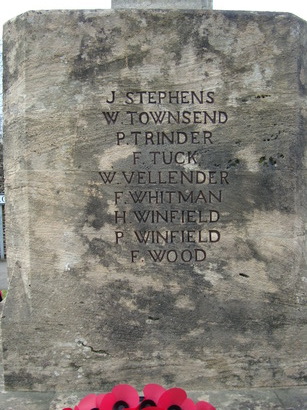 J STEPHENS
W. TOWNSEND
P. TRINDER
F. TUCK
W. VELLENDER
F. WHITMAN
H WINFIELD
P WINFIELD
F. WOOD